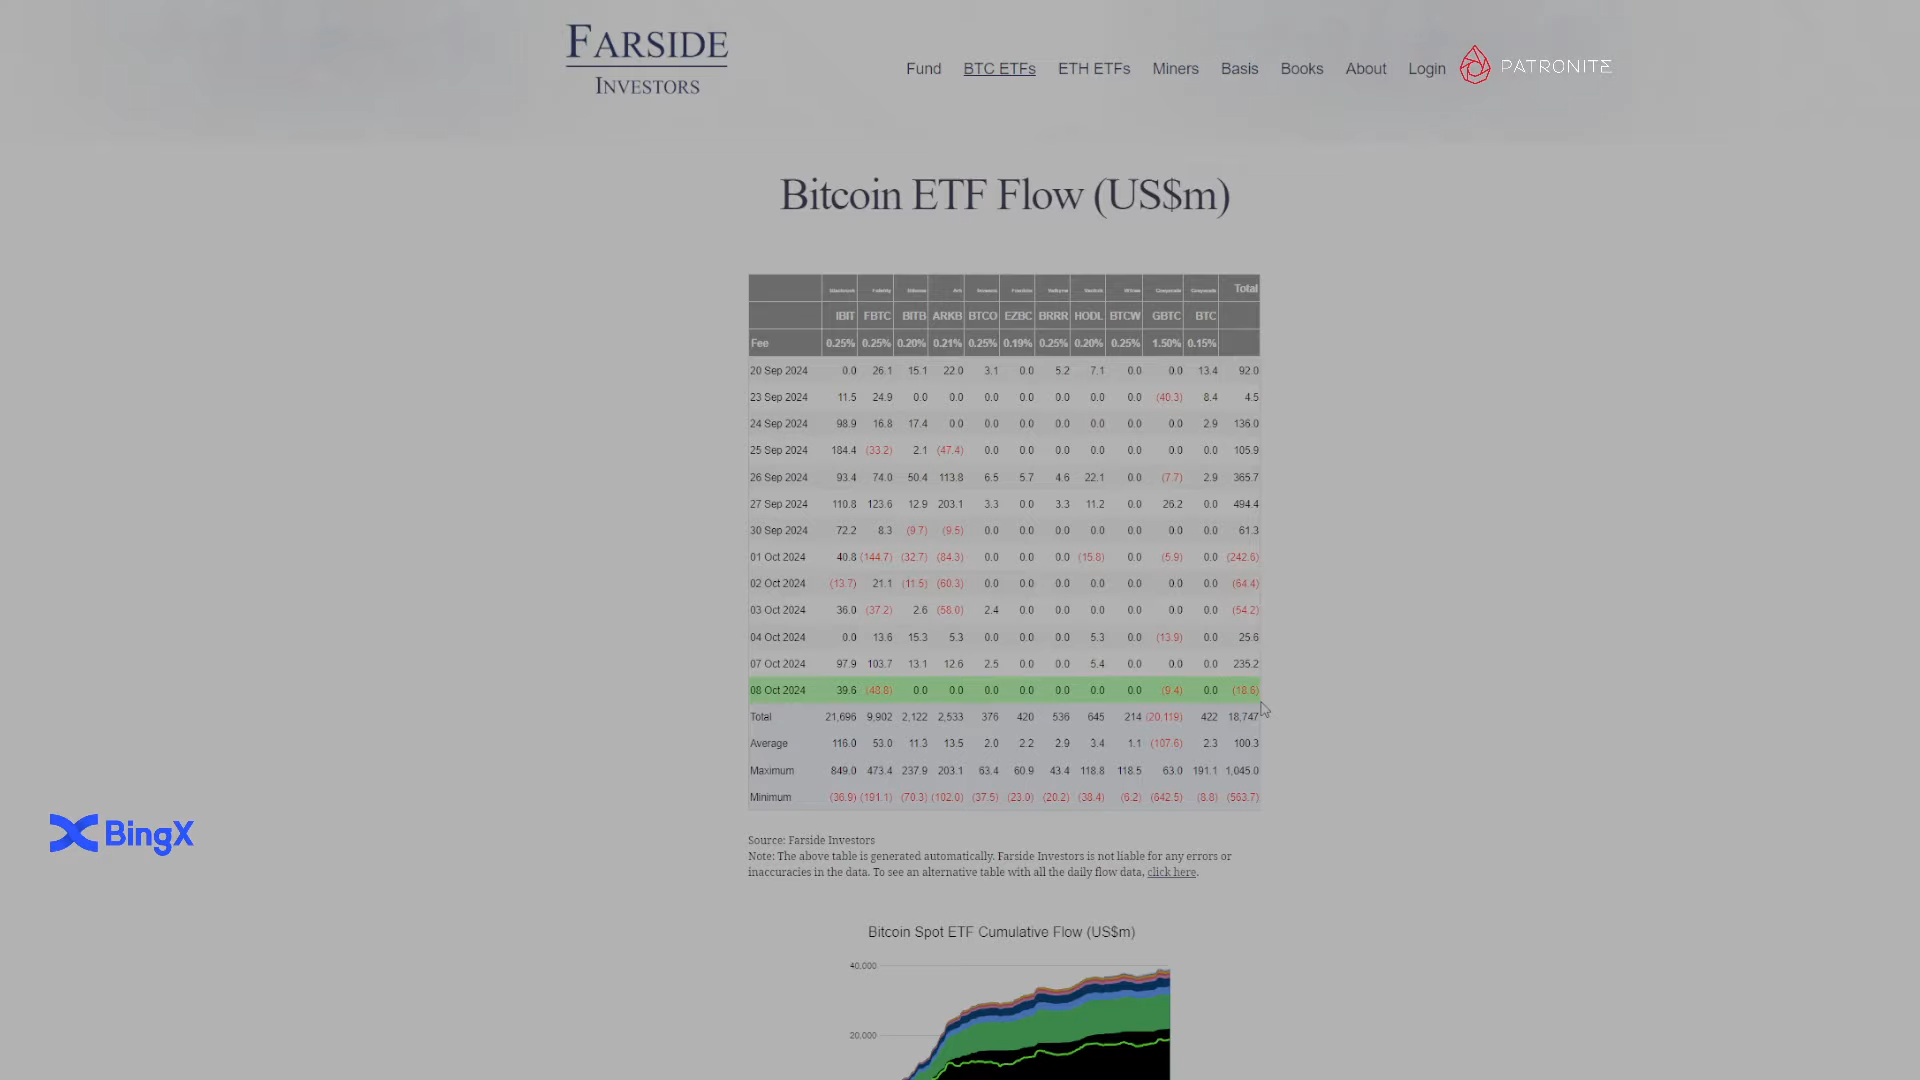 FARSIDE
INVESTORS
Fund BTC ETFs ETH ETFs Miners Basis Books About Login
PATRONITE
Bitcoin ETF Flow (US$m)
Total
IBIT FBTC BITB ARKB BTCO EZBC BRRR HODL BTCW GBTC BTC
Fee 0.25% 0.25% 0.20% 0.21% 0.25% 0.19% 0.25% 0.20% 0.25% 1.50% 0.15%
20 Sep 2024 0.0 26.1 15.1 22.0 3.1 0.0 5.2 7.1 0.0 0.0 13.4 92.0
23 Sep 2024 11.5 24.9 0.0 0.0 0.0 0.0 0.0 0.0 0.0 (40.3) 8.4 4.5
24 Sep 2024 98.9 16.8 17.4 0.0 0.0 0.0 0.0 0.0 0.0 0.0 2.9 136.0
25 Sep 2024 184.4 (33.2) 2.1 (47.4) 0.0 0.0 0.0 0.0 0.0 0.0 0.0 105.9
26 Sep 2024 93.4 74.0 50.4 113.8 6.5 5.7 4.6 22.1 0.0 (7.7) 2.9 365.7
27 Sep 2024 110.8 123.6 12.9 203.1 3.3 0.0 3.3 11.2 0.0 26.2 0.0 494.4
30 Sep 2024 72.2 8.3 (9.7) (9.5) 0.0 0.0 0.0 0.0 0.0 0.0 0.0 61.3
01 Oct 2024 40.8 (144.7) (32.7) (84.3) 0.0 0.0 0.0 (15.8) 0.0 (5.9) 0.0 (242.6)
02 Oct 2024 (13.7) 21.1 (11.5) (60.3) 0.0 0.0 0.0 0.0 0.0 0.0 0.0 (64.4)
03 Oct 2024 36.0 (37.2) 2.6 (58.0) 2.4 0.0 0.0 0.0 0.0 0.0 0.0 (54.2)
04 Oct 2024 0.0 13.6 15.3 5.3 0.0 0.0 0.0 5.3 0.0 (13.9) 0.0 25.6
07 Oct 2024 97.9 103.7 13.1 12.6 2.5 0.0 0.0 5.4 0.0 0.0 0.0 235.2
08 Oct 2024 39.6 (48.8) 0.0 0.0 0.0 0.0 0.0 0.0 0.0 (9.4) 0.0 (18.6)
Total 21,696 9,902 2,122 2,533 376 420 536 645 214 (20,119) 422 18,747
Average 116.0 53.0 11.3 13.5 2.0 2.2 2.9 3.4 1.1 (107.6) 2.3 100.3
Maximum 849.0 473.4 237.9 203.1 63.4 60.9 43.4 118.8 118.5 63.0 191.1 1,045.0
Minimum (36.9) (191.1) (70.3) (102.0) (37.5) (23.0) (20.2) (38.4) (6.2) (642.5) (8.8) (563.7)
BingX
Source: Farside Investors
Note: The above table is generated automatically. Farside Investors is not liable for any errors or
inaccuracies in the data. To see an alternative table with all the daily flow data, click here.
Bitcoin Spot ETF Cumulative Flow (US$m)
40,000
20,000